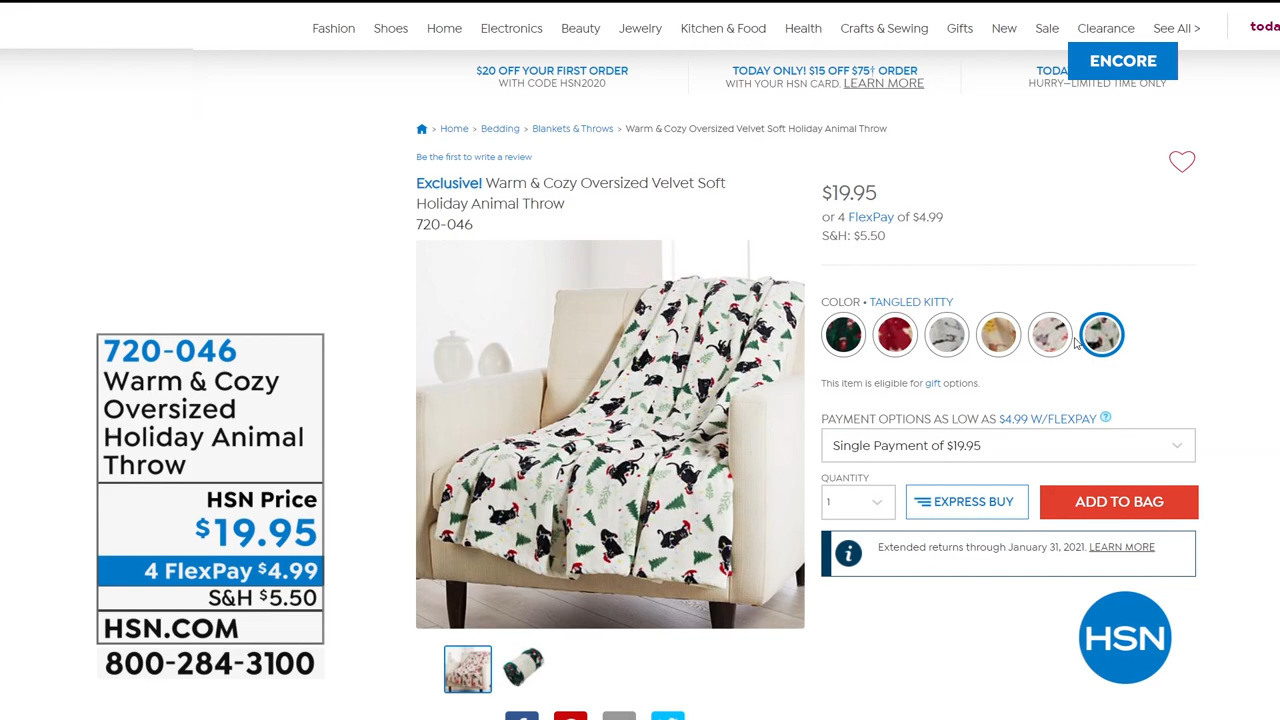 Fashion Shoes Home Electronics Beauty Jewelry Kitchen & Food Health Crafts & Sewing Gifts New Sale Clearance See All >
ENCORE
$20 OFF YOUR FIRST ORDER
WITH CODE HSN2020
TODAY ONLY! $15 OFF $75† ORDER
WITH YOUR HSN CARD. LEARN MORE
HURRY—LIMITED TIME ONLY
> Home > Bedding > Blankets & Throws > Warm & Cozy Oversized Velvet Soft Holiday Animal Throw
Be the first to write a review
Exclusive! Warm & Cozy Oversized Velvet Soft
Holiday Animal Throw
720-046
$19.95
or 4 FlexPay of $4.99
S&H: $5.50
COLOR • TANGLED KITTY
This item is eligible for gift options.
PAYMENT OPTIONS AS LOW AS $4.99 W/FLEXPAY ?
Single Payment of $19.95
QUANTITY
1
EXPRESS BUY
ADD TO BAG
i Extended returns through January 31, 2021. LEARN MORE
720-046
Warm & Cozy
Oversized
Holiday Animal
Throw
HSN Price
$19.95
4 FlexPay $4.99
S&H $5.50
HSN.COM
800-284-3100
HSN